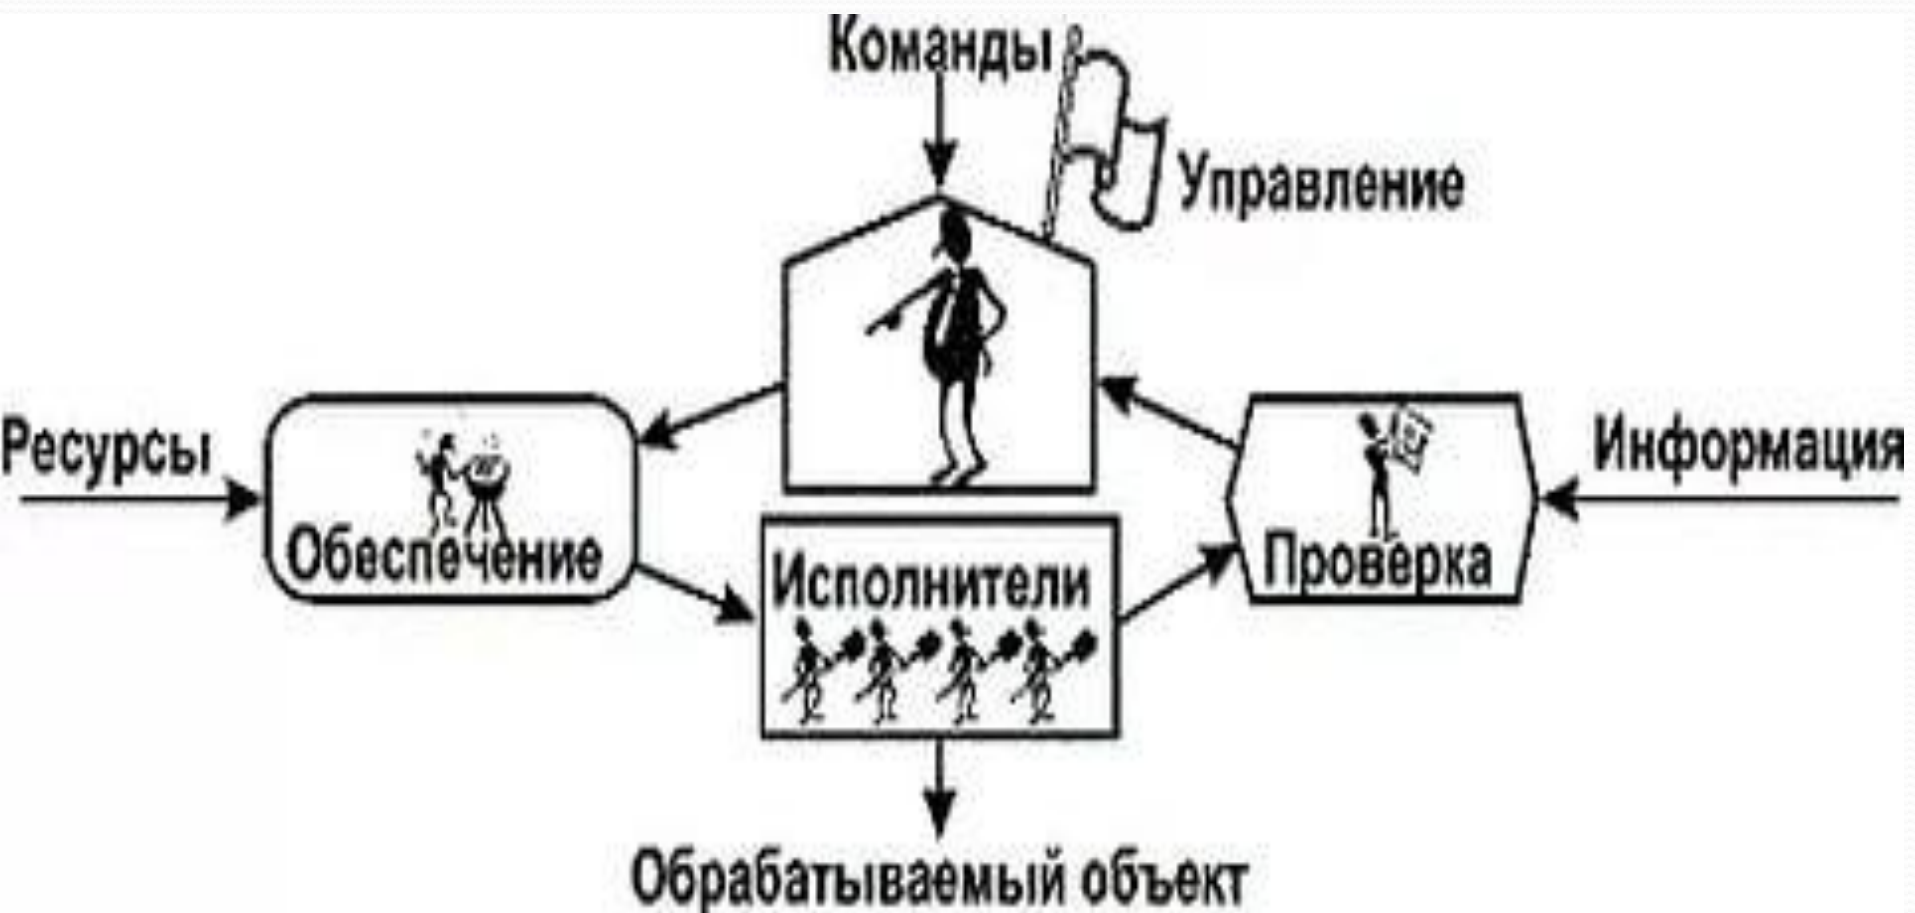 Команды
Управление
Ресурсы
Информация
Обеспечение
Проверка
Исполнители
Обрабатываемый объект